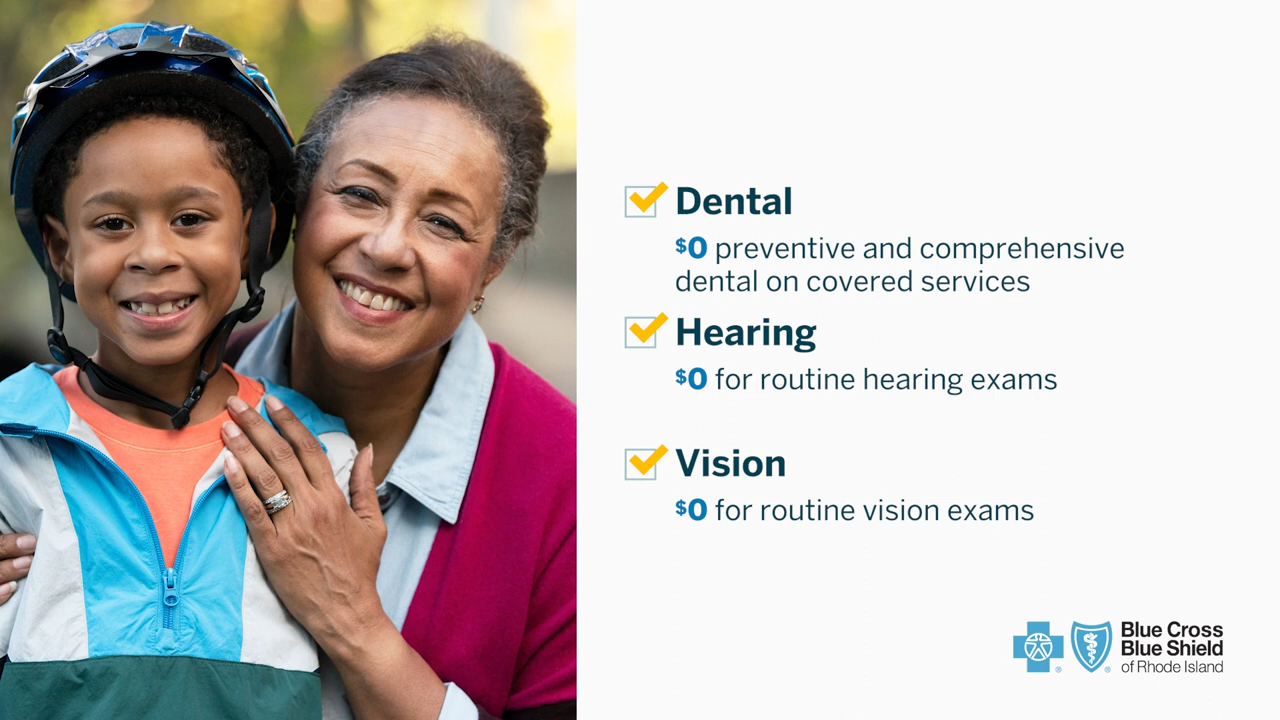 Dental
$0 preventive and comprehensive
dental on covered services
Hearing
$0 for routine hearing exams
Vision
$0 for routine vision exams
Blue Cross
Blue Shield
of Rhode Island